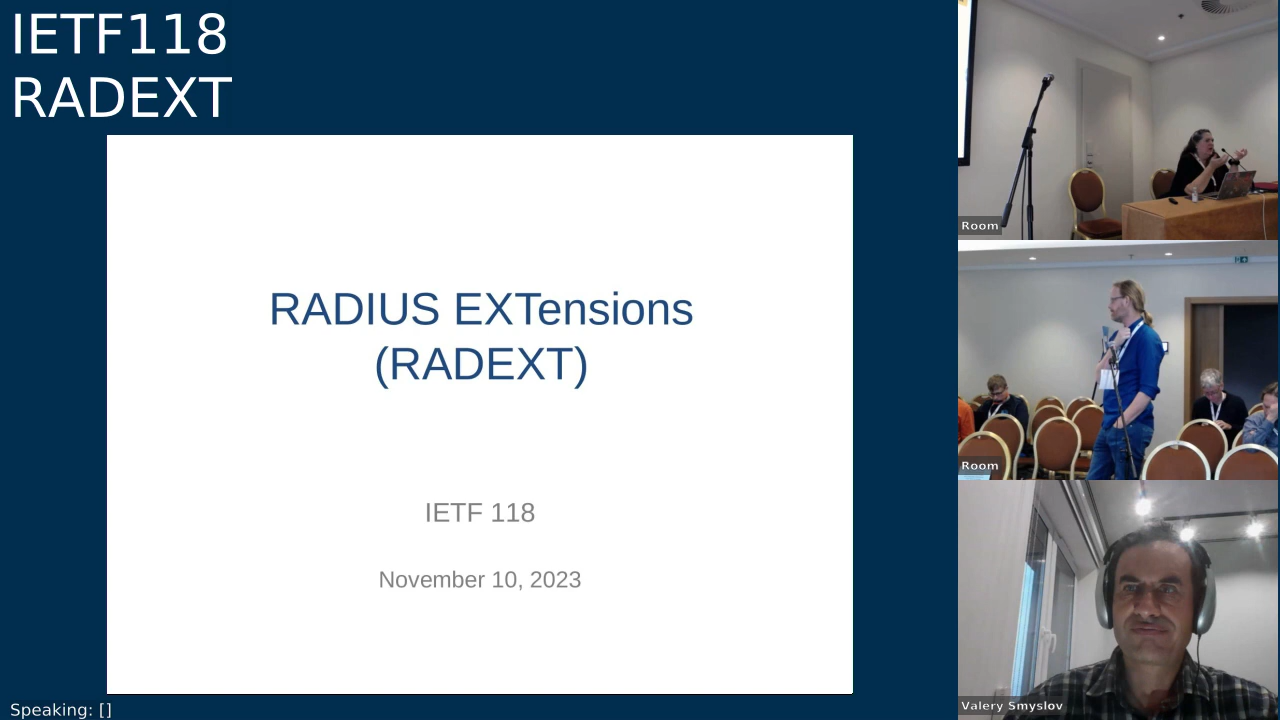 IETF118
RADEXT
RADIUS EXTensions
(RADEXT)
IETF 118
November 10, 2023
Speaking: []
Room
Room
Valery Smyslov